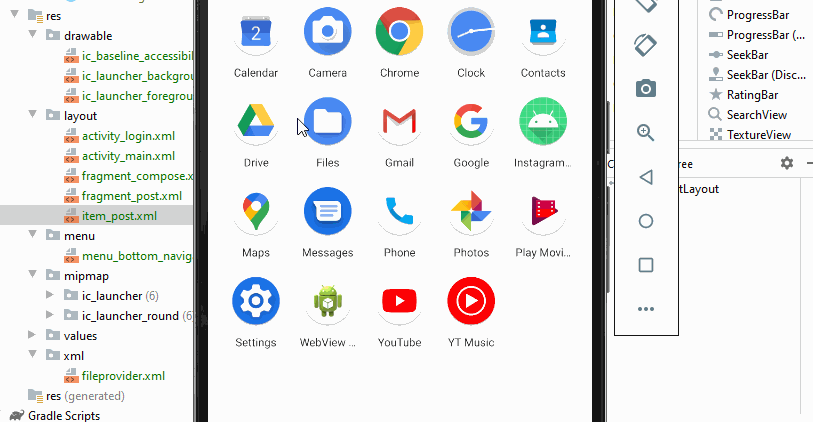 res
drawable
ic_baseline_accessibi
ic_launcher_backgrou
ic_launcher_foregrou
layout
activity_login.xml
activity_main.xml
fragment_compose.x
fragment_post.xml
item_post.xml
menu
menu_bottom_navig
mipmap
ic_launcher (6)
ic_launcher_round (6)
values
xml
fileprovider.xml
res (generated)
Gradle Scripts
2
Calendar Camera Chrome Clock Contacts
Drive Files Gmail Google Instagram...
Maps Messages Phone Photos Play Movi...
Settings WebView ... YouTube YT Music
ProgressBar
ProgressBar (...
SeekBar
SeekBar (Disc...
RatingBar
SearchView
TextureView
C
ree
tLayout